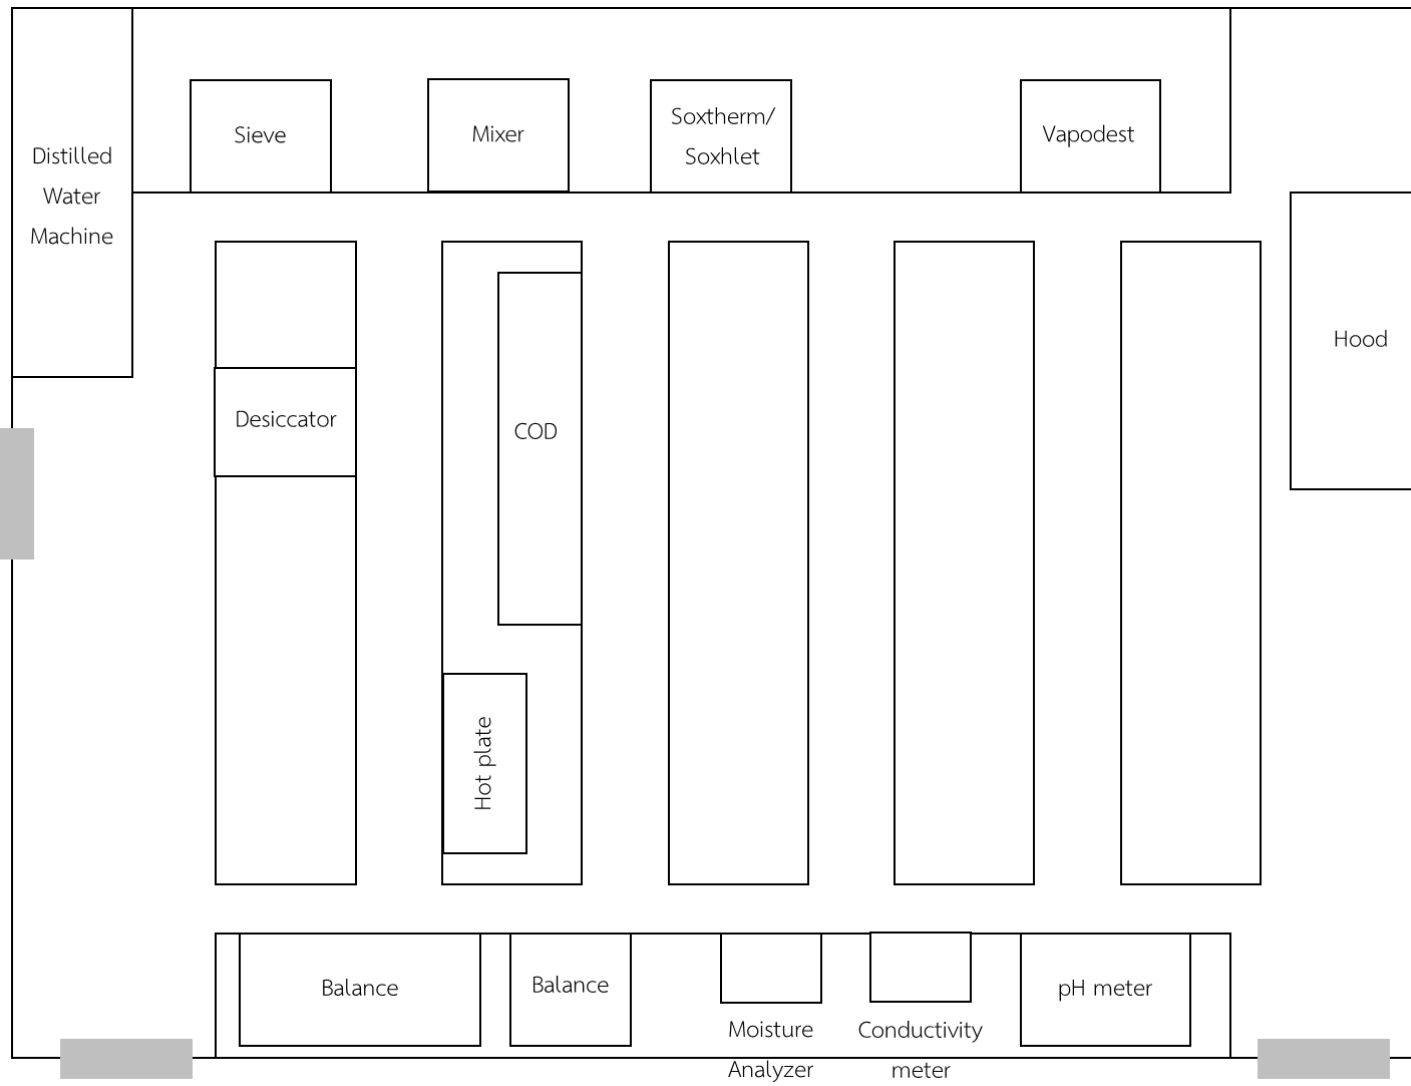 Distilled
Water
Machine
Sieve
Mixer
Soxtherm/
Soxhlet
Vapodest
Hood
Desiccator
COD
Hot plate
Balance
Balance
Moisture
Analyzer
Conductivity
meter
pH meter